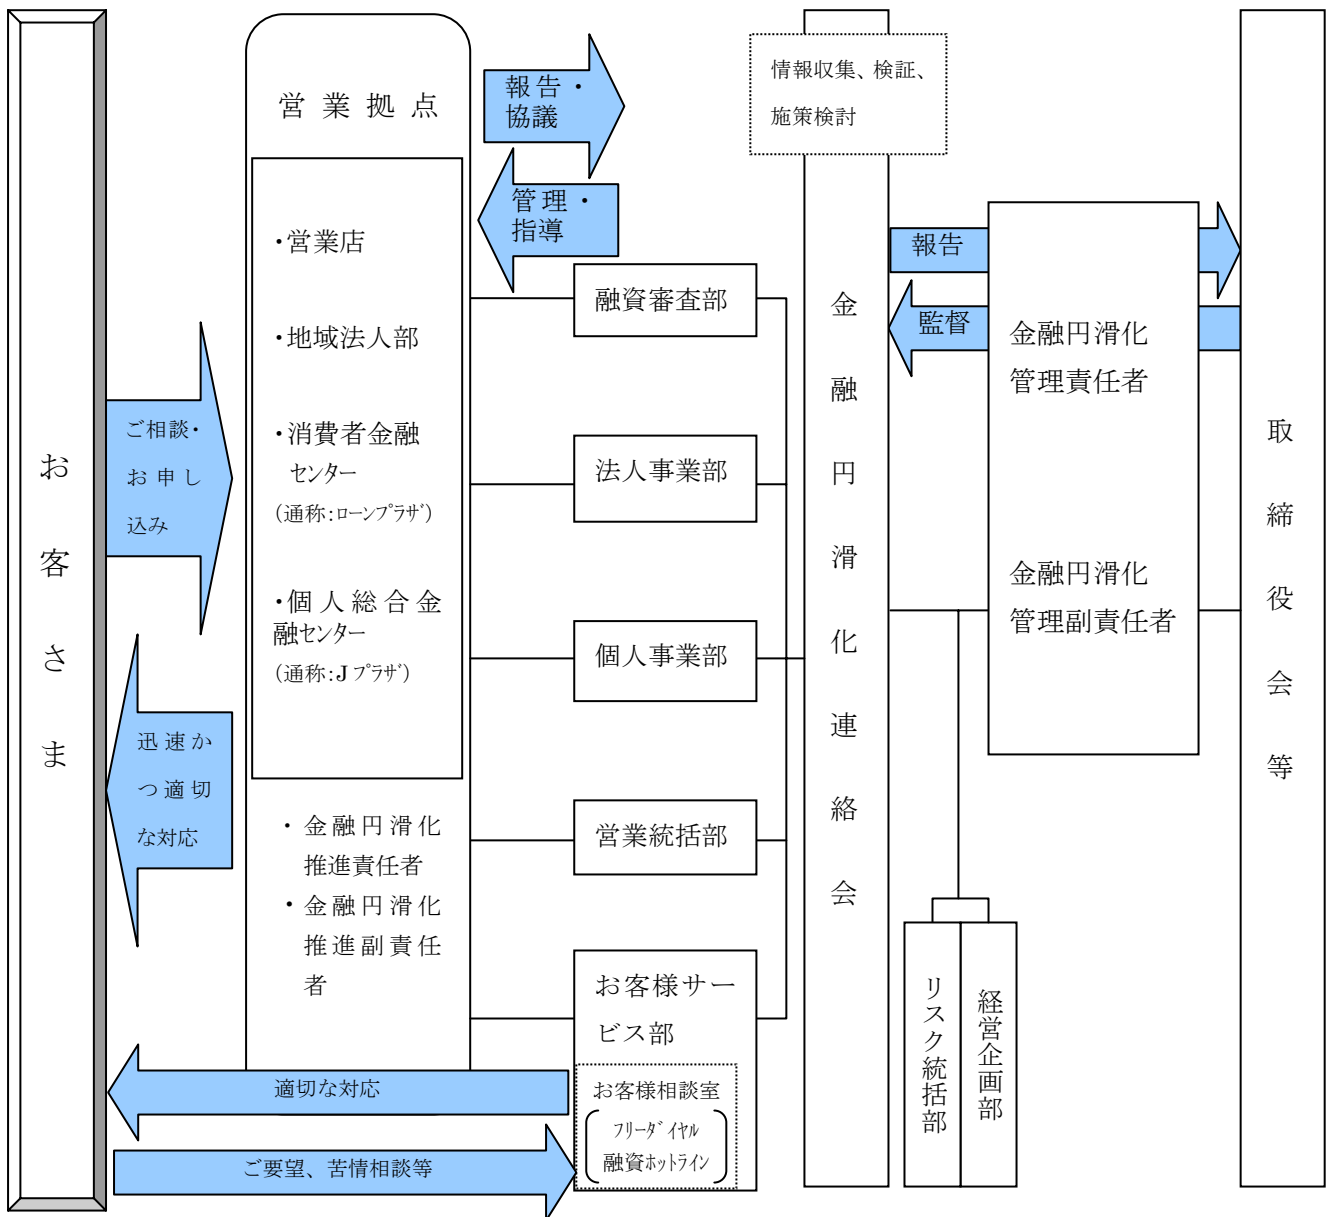 お客さま
ご相談・
お申し
込み
迅速か
つ適切
な対応
営業拠点
・営業店
・地域法人部
・消費者金融
センター
（通称：ローンプラザ）
・個人総合金
融センター
（通称：Jプラザ）
・金融円滑化
推進責任者
・金融円滑化
推進副責任
者
報告・
協議
管理・
指導
融資審査部
法人事業部
個人事業部
営業統括部
お客様サー
ビス部
お客様相談室
フリーダイヤル
融資ホットライン
適切な対応
ご要望、苦情相談等
情報収集、検証、
施策検討
金融円滑化連絡会
報告
監督
金融円滑化
管理責任者
金融円滑化
管理副責任者
リスク統括部
経営企画部
取締役会等